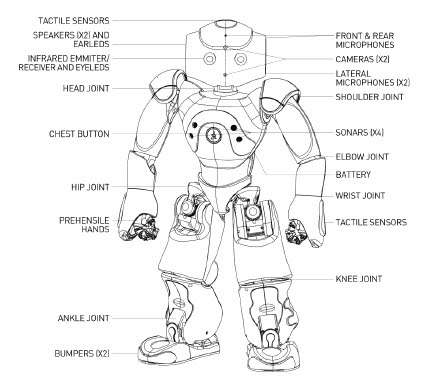 TACTILE SENSORS
SPEAKERS (X2) AND
EARLEDS
INFRARED EMMITER/
RECEIVER AND EYELEDS
HEAD JOINT
CHEST BUTTON
HIP JOINT
PREHENSILE
HANDS
ANKLE JOINT
BUMPERS (X2)
FRONT & REAR
MICROPHONES
CAMERAS (X2)
LATERAL
MICROPHONES (X2)
SHOULDER JOINT
SONARS (X4)
ELBOW JOINT
BATTERY
WRIST JOINT
TACTILE SENSORS
KNEE JOINT